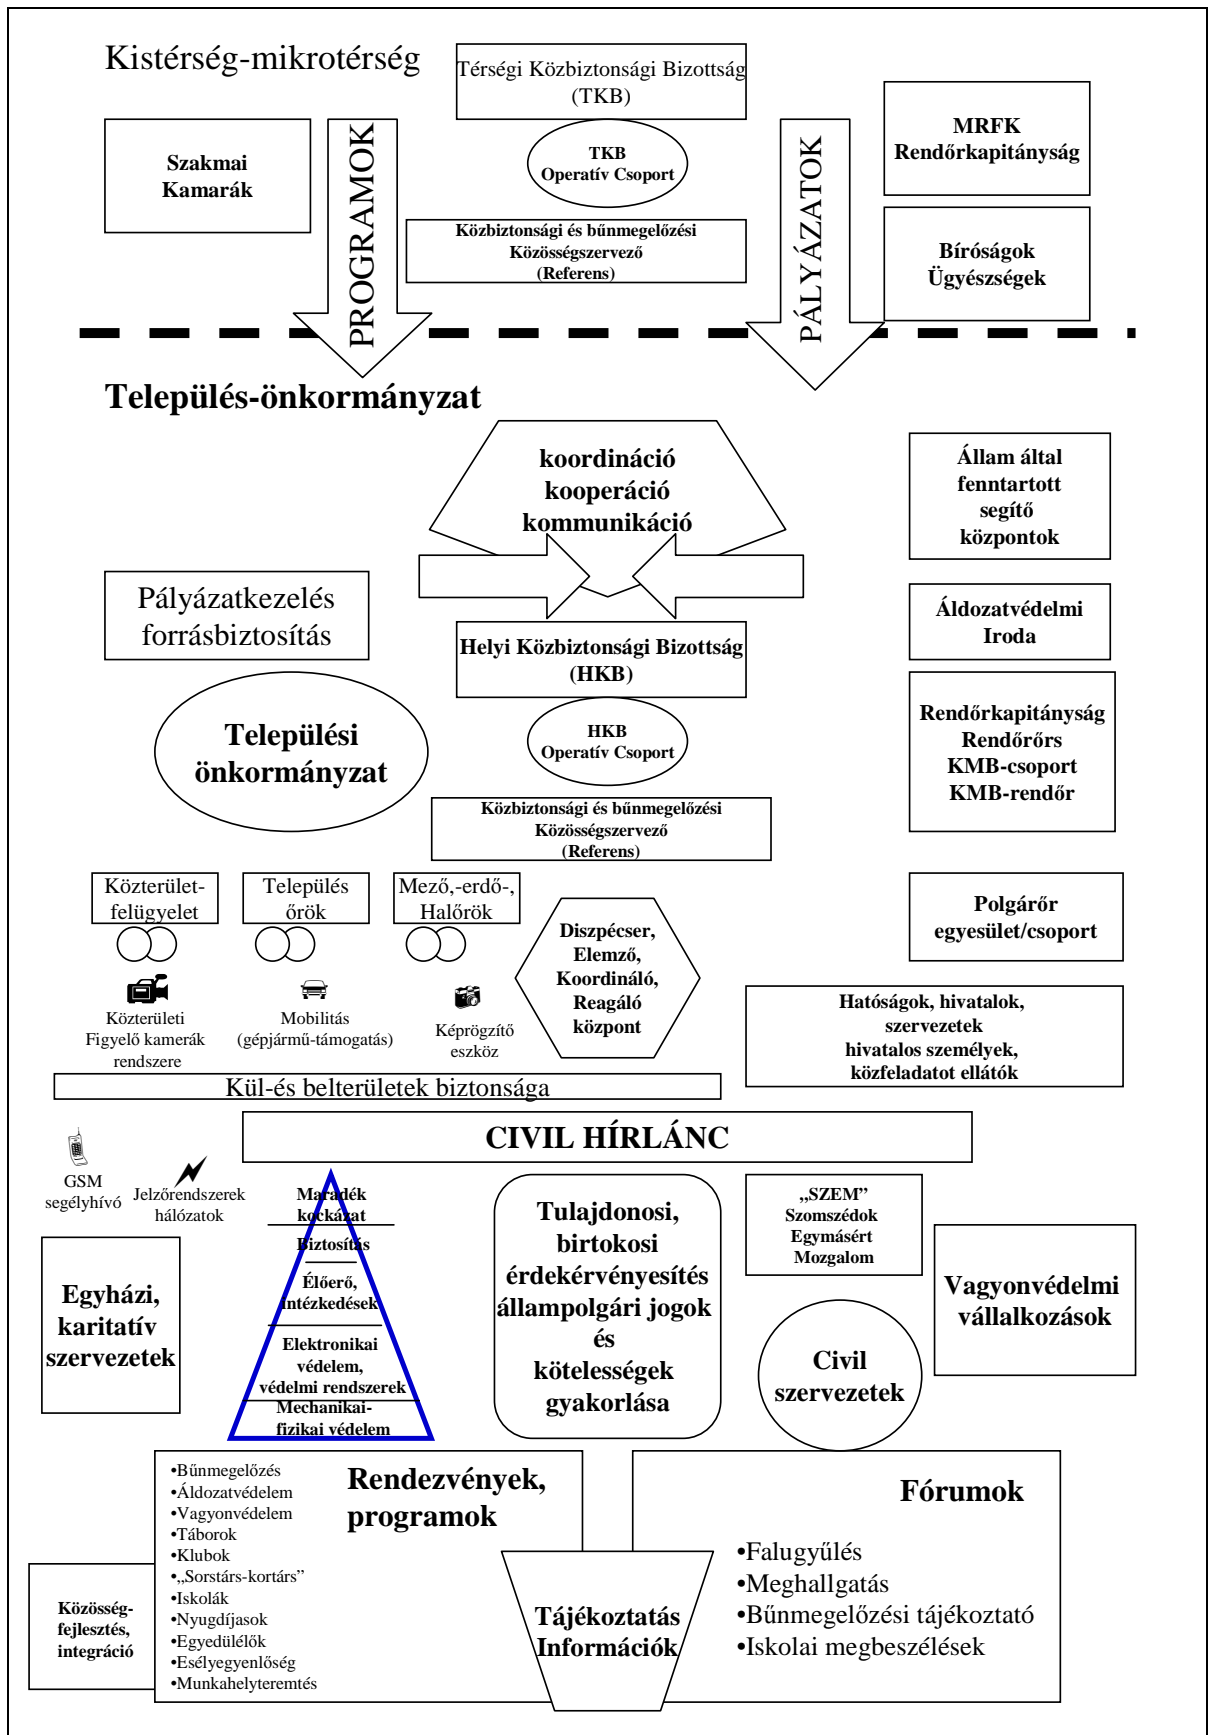 Kistérség-mikrotérség
Térségi Közbiztonsági Bizottság
(TKB)
Szakmai
Kamarák
PROGRAMOK
TKB
Operatív Csoport
Közbiztonsági és bűnmegelőzési
Közösségszervező
(Referens)
PÁLYÁZATOK
MRFK
Rendőrkapitányság
Bíróságok
Ügyészségek
Település-önkormányzat
koordináció
kooperáció
kommunikáció
Állam által
fenntartott
segítő
központok
Pályázatkezelés
forrásbiztosítás
Helyi Közbiztonsági Bizottság
(HKB)
Áldozatvédelmi
Iroda
Települési
önkormányzat
HKB
Operatív Csoport
Rendőrkapitányság
Rendőrőrs
KMB-csoport
KMB-rendőr
Közbiztonsági és bűnmegelőzési
Közösségszervező
(Referens)
Közterület-
felügyelet
Település
őrök
Mező,-erdő-,
Halőrök
Diszpécser,
Elemző,
Koordináló,
Reagáló
központ
Polgárőr
egyesület/csoport
Közterületi
Figyelő kamerák
rendszere
Mobilitás
(gépjármű-támogatás)
Képrögzítő
eszköz
Hatóságok, hivatalok,
szervezetek
hivatalos személyek,
közfeladatot ellátók
Kül-és belterületek biztonsága
CIVIL HÍRLÁNC
GSM
segélyhívó
Jelzőrendszerek
hálózatok
Maradék
kockázat
Biztosítás
Élőerő,
intézkedések
Elektronikai
védelem,
védelmi rendszerek
Mechanikai-
fizikai védelem
Tulajdonosi,
birtokosi
érdekérvényesítés
állampolgári jogok
és
kötelességek
gyakorlása
„SZEM”
Szomszédok
Egymásért
Mozgalom
Egyházi,
karitatív
szervezetek
Vagyonvédelmi
vállalkozások
Civil
szervezetek
Rendezvények,
programok
•Bűnmegelőzés
•Áldozatvédelem
•Vagyonvédelem
•Táborok
•Klubok
•„Sorstárs-kortárs”
•Iskolák
•Nyugdíjasok
•Egyedülélők
•Esélyegyenlőség
•Munkahelyteremtés
Közösség-
fejlesztés,
integráció
Tájékoztatás
Információk
Fórumok
•Falugyűlés
•Meghallgatás
•Bűnmegelőzési tájékoztató
•Iskolai megbeszélések